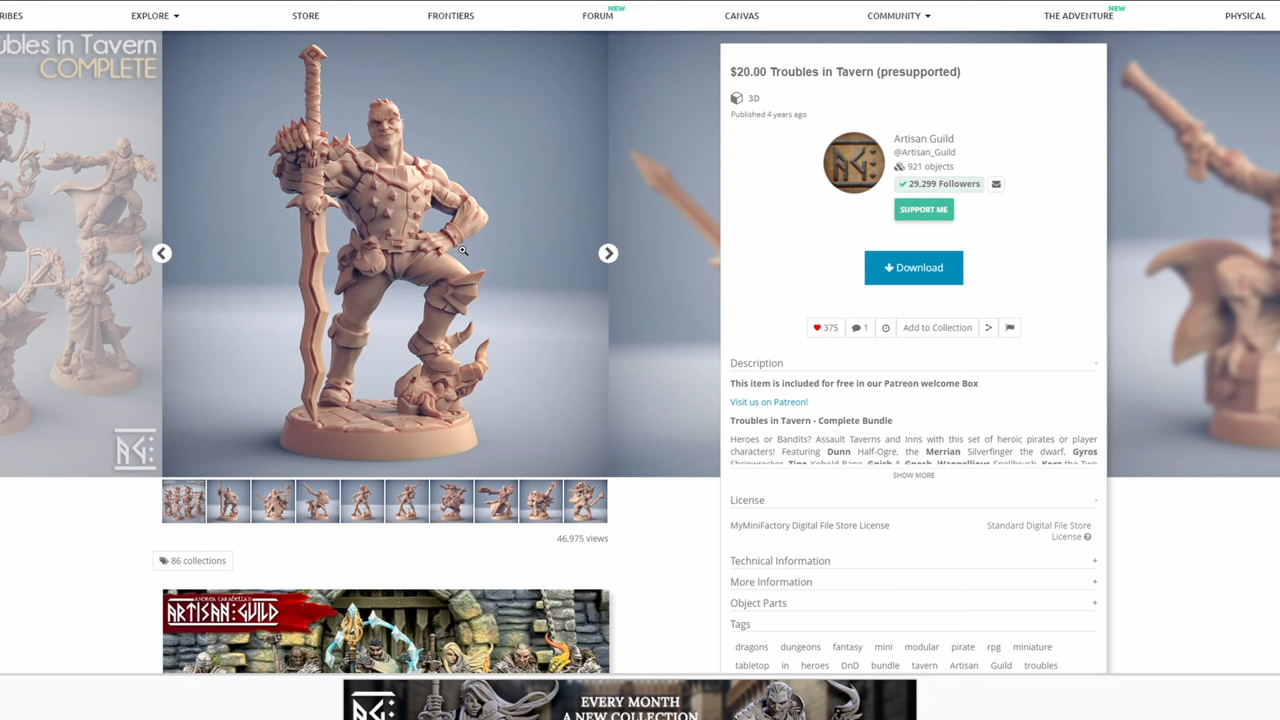 RIBES
EXPLORE
STORE
FRONTIERS
FORUM
NEW
CANVAS
COMMUNITY
THE ADVENTURE
NEW
PHYSICAL
ubles in Tavern
COMPLETE
$20.00 Troubles in Tavern (presupported)
3D
Published 4 years ago
Artisan Guild
@Artisan_Guild
921 objects
29,299 Followers
SUPPORT ME
Download
375
1
Add to Collection
Description
-
This item is included for free in our Patreon welcome Box
Visit us on Patreon!
Troubles in Tavern - Complete Bundle
Heroes or Bandits? Assault Taverns and Inns with this set of heroic pirates or player
characters! Featuring Dunn Half-Ogre, the Merrian Silverfinger the dwarf, Gyros
SHOW MORE
License
-
MyMiniFactory Digital File Store License
Standard Digital File Store
License
Technical Information
+
More Information
+
Object Parts
+
Tags
dragons dungeons fantasy mini modular pirate rpg miniature
tabletop in heroes DnD bundle tavern Artisan Guild troubles
46,975 views
86 collections
ARTISAN GUILD
EVERY MONTH
A NEW COLLECTION